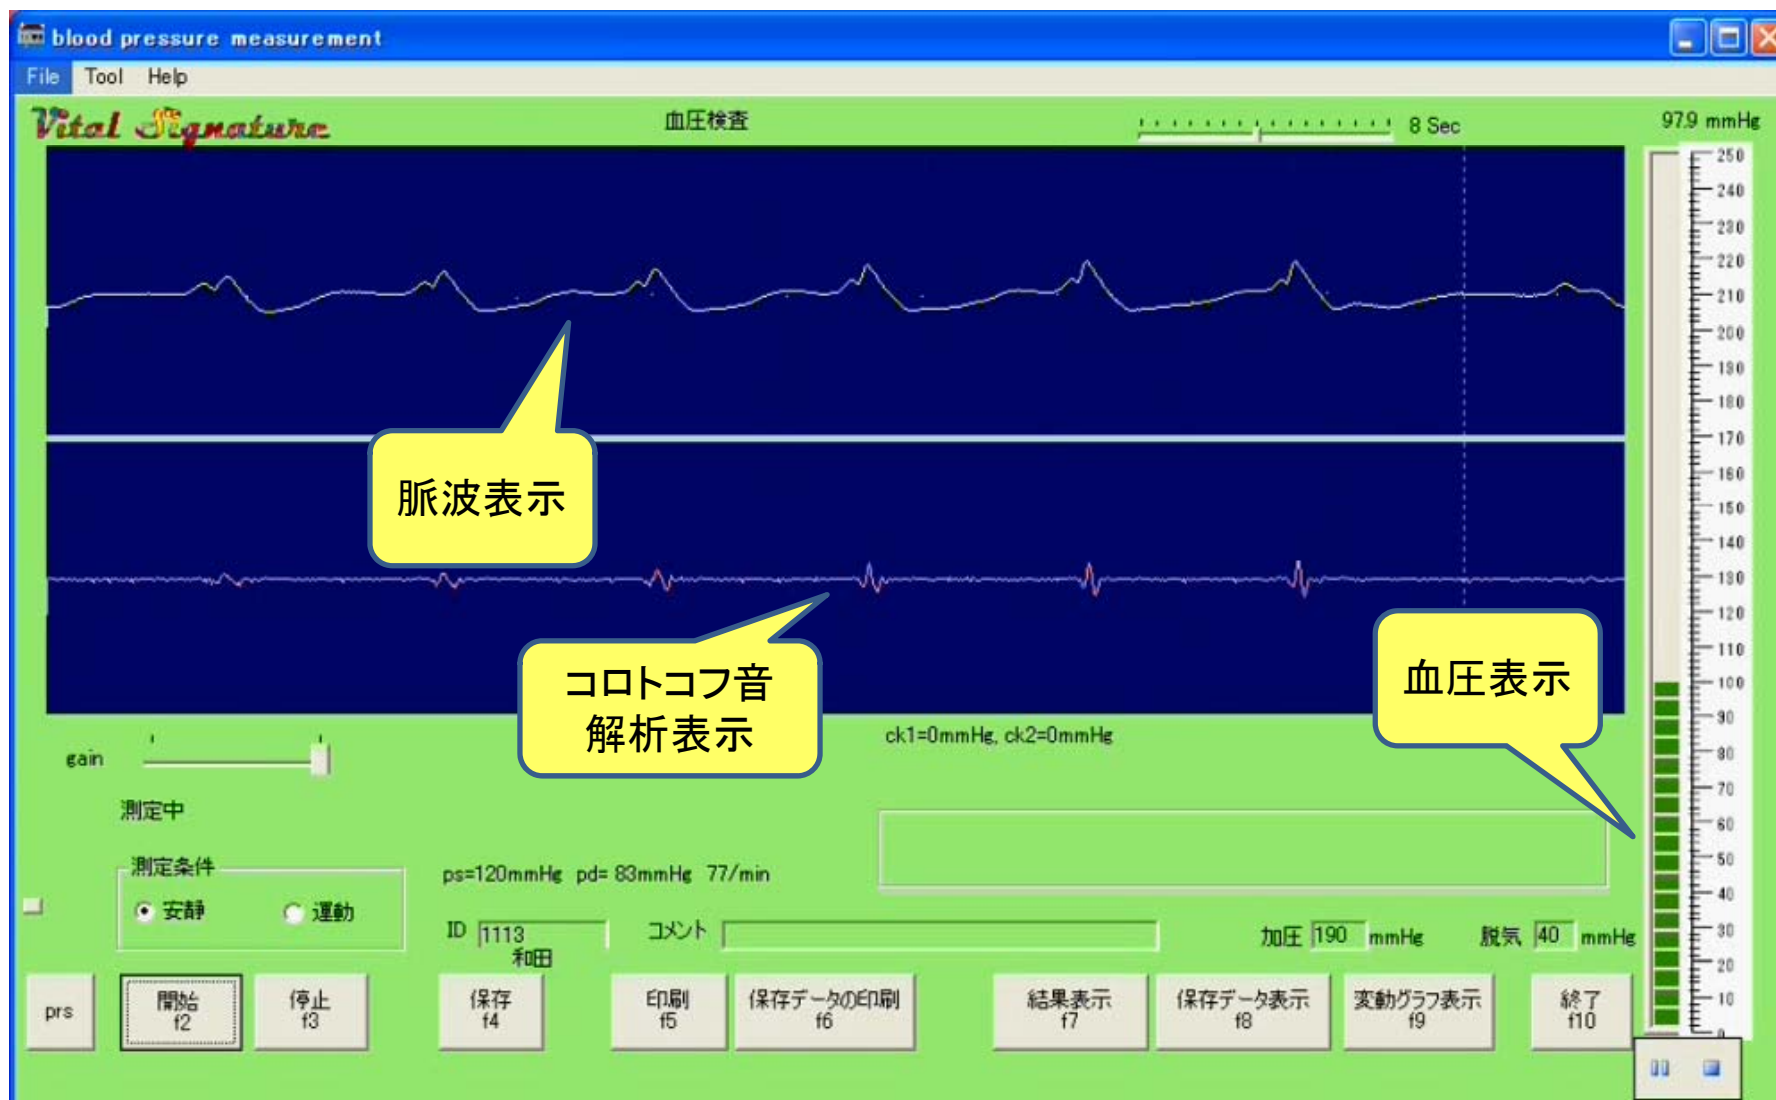 blood pressure measurement
File Tool Help
Vital Signature
血圧検査
8 Sec
97.9 mmHg
250
240
230
220
210
200
190
180
170
160
150
140
130
120
110
100
90
80
70
60
50
40
30
20
10
0
脈波表示
コロトコフ音
解析表示
血圧表示
gain
ck1=0mmHg, ck2=0mmHg
測定中
測定条件
安静 運動
ps=120mmHg pd= 83mmHg 77/min
ID 1113 コメント 加圧 190 mmHg 脱気 40 mmHg
和田
prs
開始
f2
停止
f3
保存
f4
印刷
f5
保存データの印刷
f6
結果表示
f7
保存データ表示
f8
変動グラフ表示
f9
終了
f10